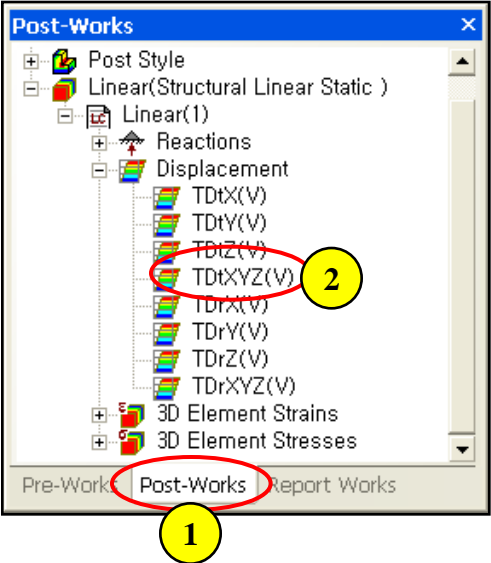 Post-Works
Post Style
Linear(Structural Linear Static )
Linear(1)
Reactions
Displacement
TDtX(V)
TDtY(V)
TDtZ(V)
TDtXYZ(V)
2
TDrX(V)
TDrY(V)
TDrZ(V)
TDrXYZ(V)
3D Element Strains
3D Element Stresses
Pre-Works Post-Works Report Works
1